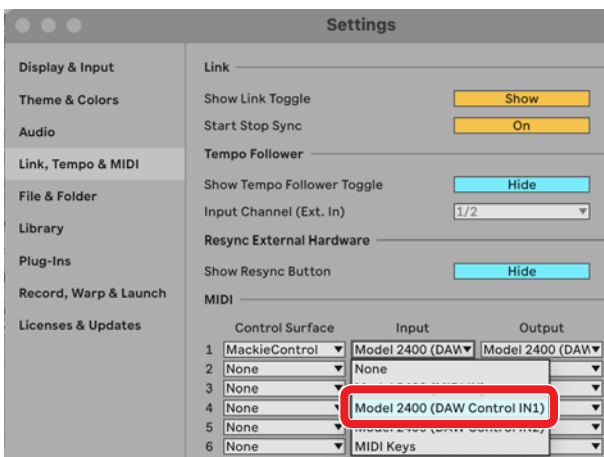 Settings
Display & Input
Theme & Colors
Audio
Link, Tempo & MIDI
File & Folder
Library
Plug-Ins
Record, Warp & Launch
Licenses & Updates
Link
Show Link Toggle Show
Start Stop Sync On
Tempo Follower
Show Tempo Follower Toggle Hide
Input Channel (Ext. In) 1/2
Resync External Hardware
Show Resync Button Hide
MIDI
Control Surface Input Output
1 MackieControl Model 2400 (DAW Model 2400 (DAW
2 None None
3 None
4 None Model 2400 (DAW Control IN1)
5 None
6 None MIDI Keys